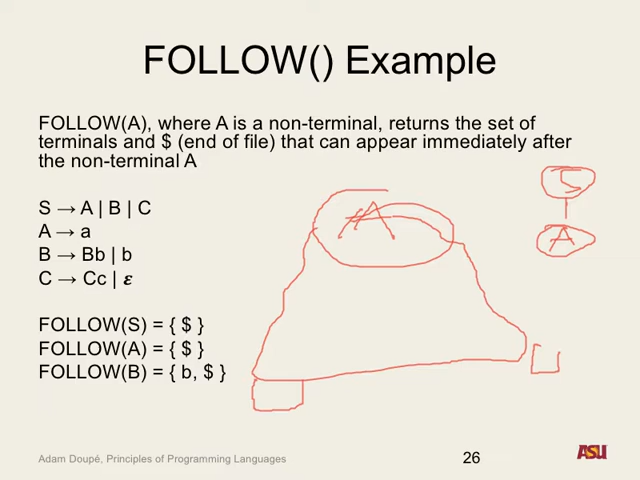 FOLLOW() Example
FOLLOW(A), where A is a non-terminal, returns the set of
terminals and $ (end of file) that can appear immediately after
the non-terminal A
S → A | B | C
A → a
B → Bb | b
C → Cc | ε
FOLLOW(S) = { $ }
FOLLOW(A) = { $ }
FOLLOW(B) = { b, $ }
A
S
A
Adam Doupé, Principles of Programming Languages
26
ASU